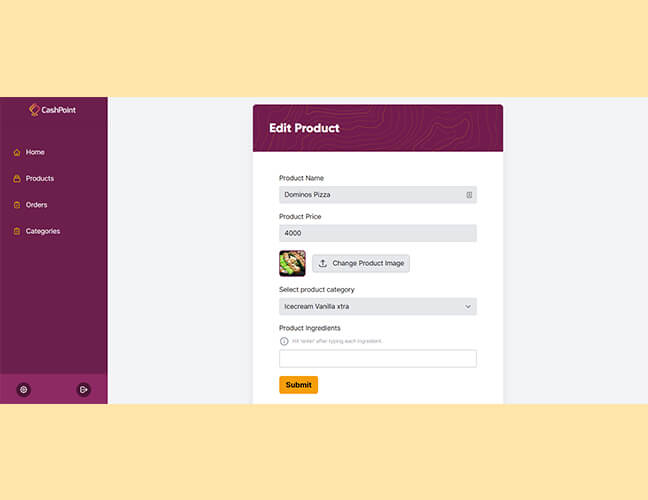 CashPoint
Home
Products
Orders
Categories
Edit Product
Product Name
Dominos Pizza
Product Price
4000
Change Product Image
Select product category
Icecream Vanilla xtra
Product Ingredients
Hit 'enter' after typing each ingredient.
Submit